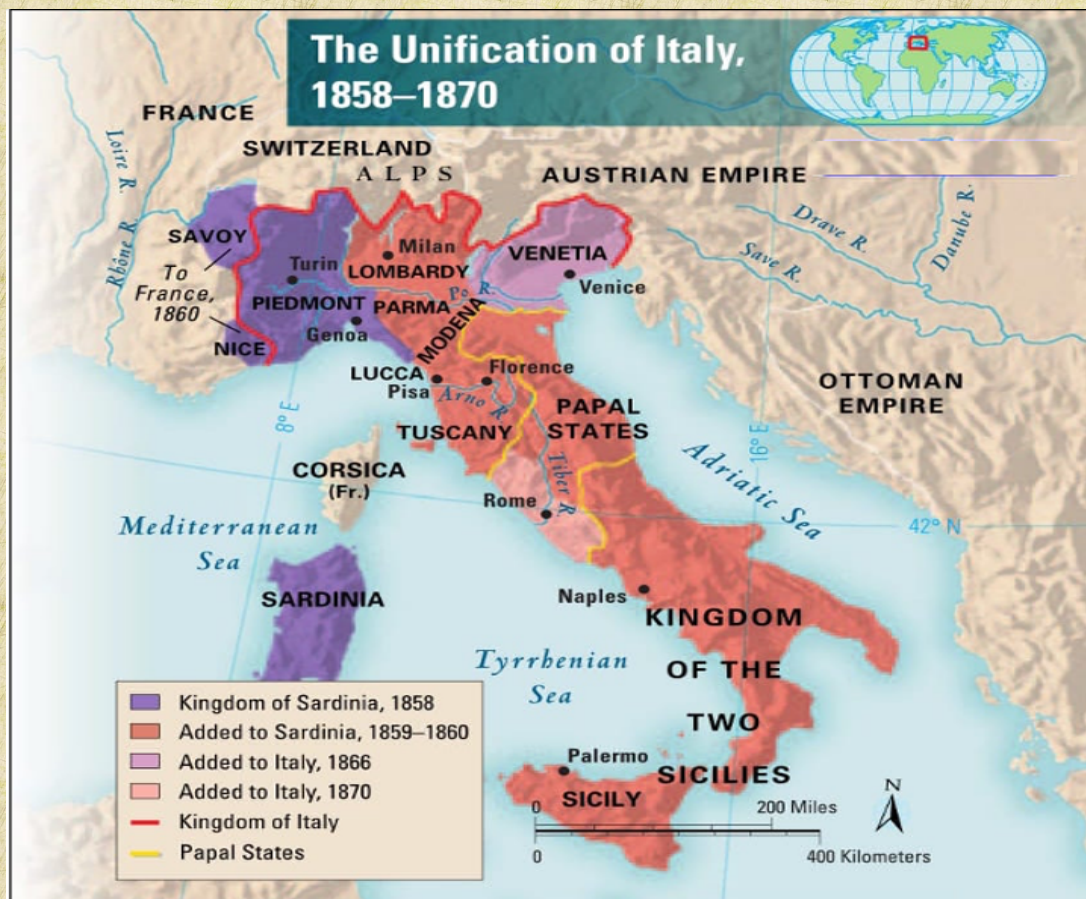 The Unification of Italy,
1858–1870
FRANCE
SWITZERLAND
ALPS
AUSTRIAN EMPIRE
Loire R.
Rhône R.
Drave R.
Danube R.
Save R.
SAVOY
To
France,
1860
NICE
Turin
PIEDMONT
Genoa
Milan
LOMBARDY
PARMA
Po R.
MODENA
VENETIA
Venice
LUCCA
Pisa
Florence
Arno R.
TUSCANY
PAPAL
STATES
Tiber R.
OTTOMAN
EMPIRE
8° E
16° E
42° N
CORSICA
(Fr.)
Rome
Adriatic Sea
Mediterranean
Sea
SARDINIA
Naples
KINGDOM
OF THE
TWO
SICILIES
Tyrrhenian
Sea
Palermo
SICILY
Kingdom of Sardinia, 1858
Added to Sardinia, 1859–1860
Added to Italy, 1866
Added to Italy, 1870
Kingdom of Italy
Papal States
N
0 200 Miles
0 400 Kilometers